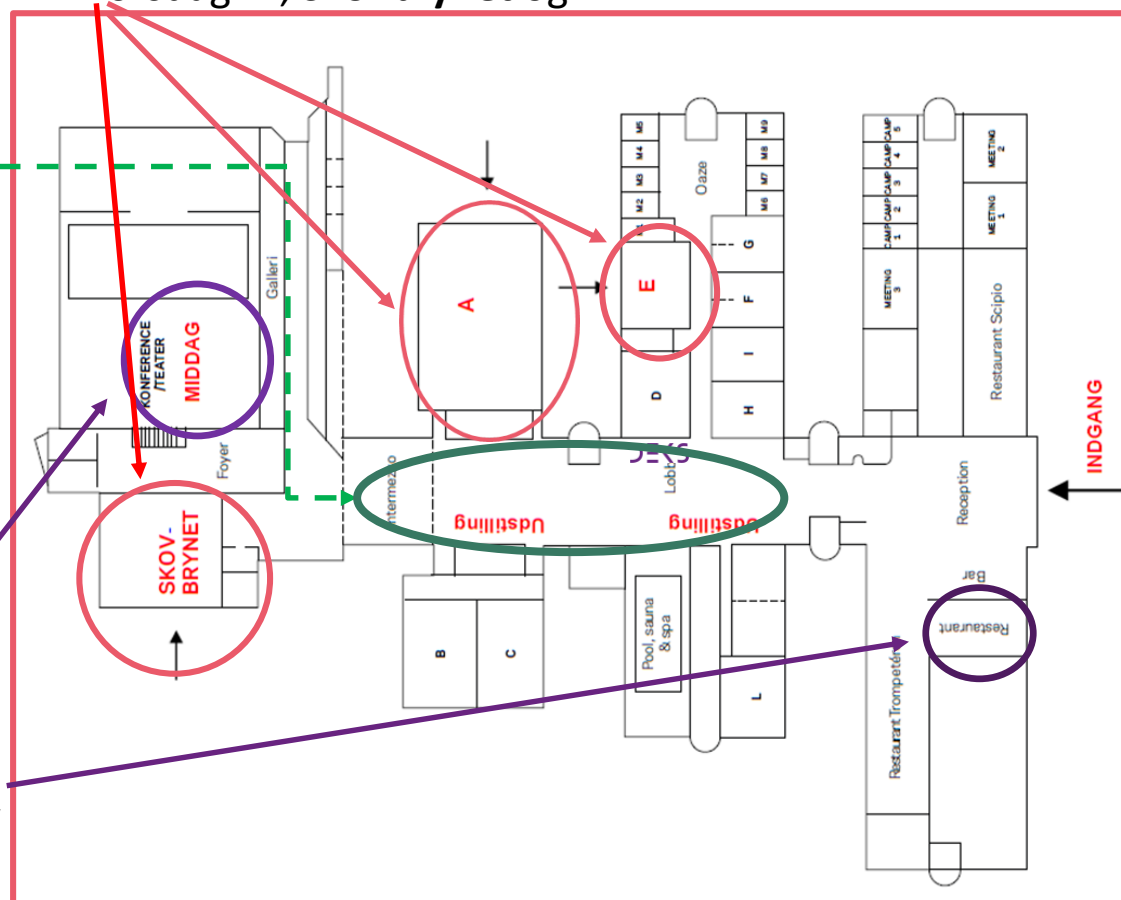 M5
M4
M3
M2
M9
M8
M7
M6
Oaze
CAMP
5
CAMP
4
CAMP
3
CAMP
2
CAMP
1
MEETING
2
MEETING
1
MEETING
3
Galleri
KONFERENCE
/TEATER
MIDDAG
A
E
G
F
I
H
D
Restaurant Scipio
INDGANG
Foyer
Intermezzo
Lobby
Udstilling
Udstilling
Reception
SKOV-
BRYNET
Bar
Restaurant
B
C
Pool, sauna
& spa
L